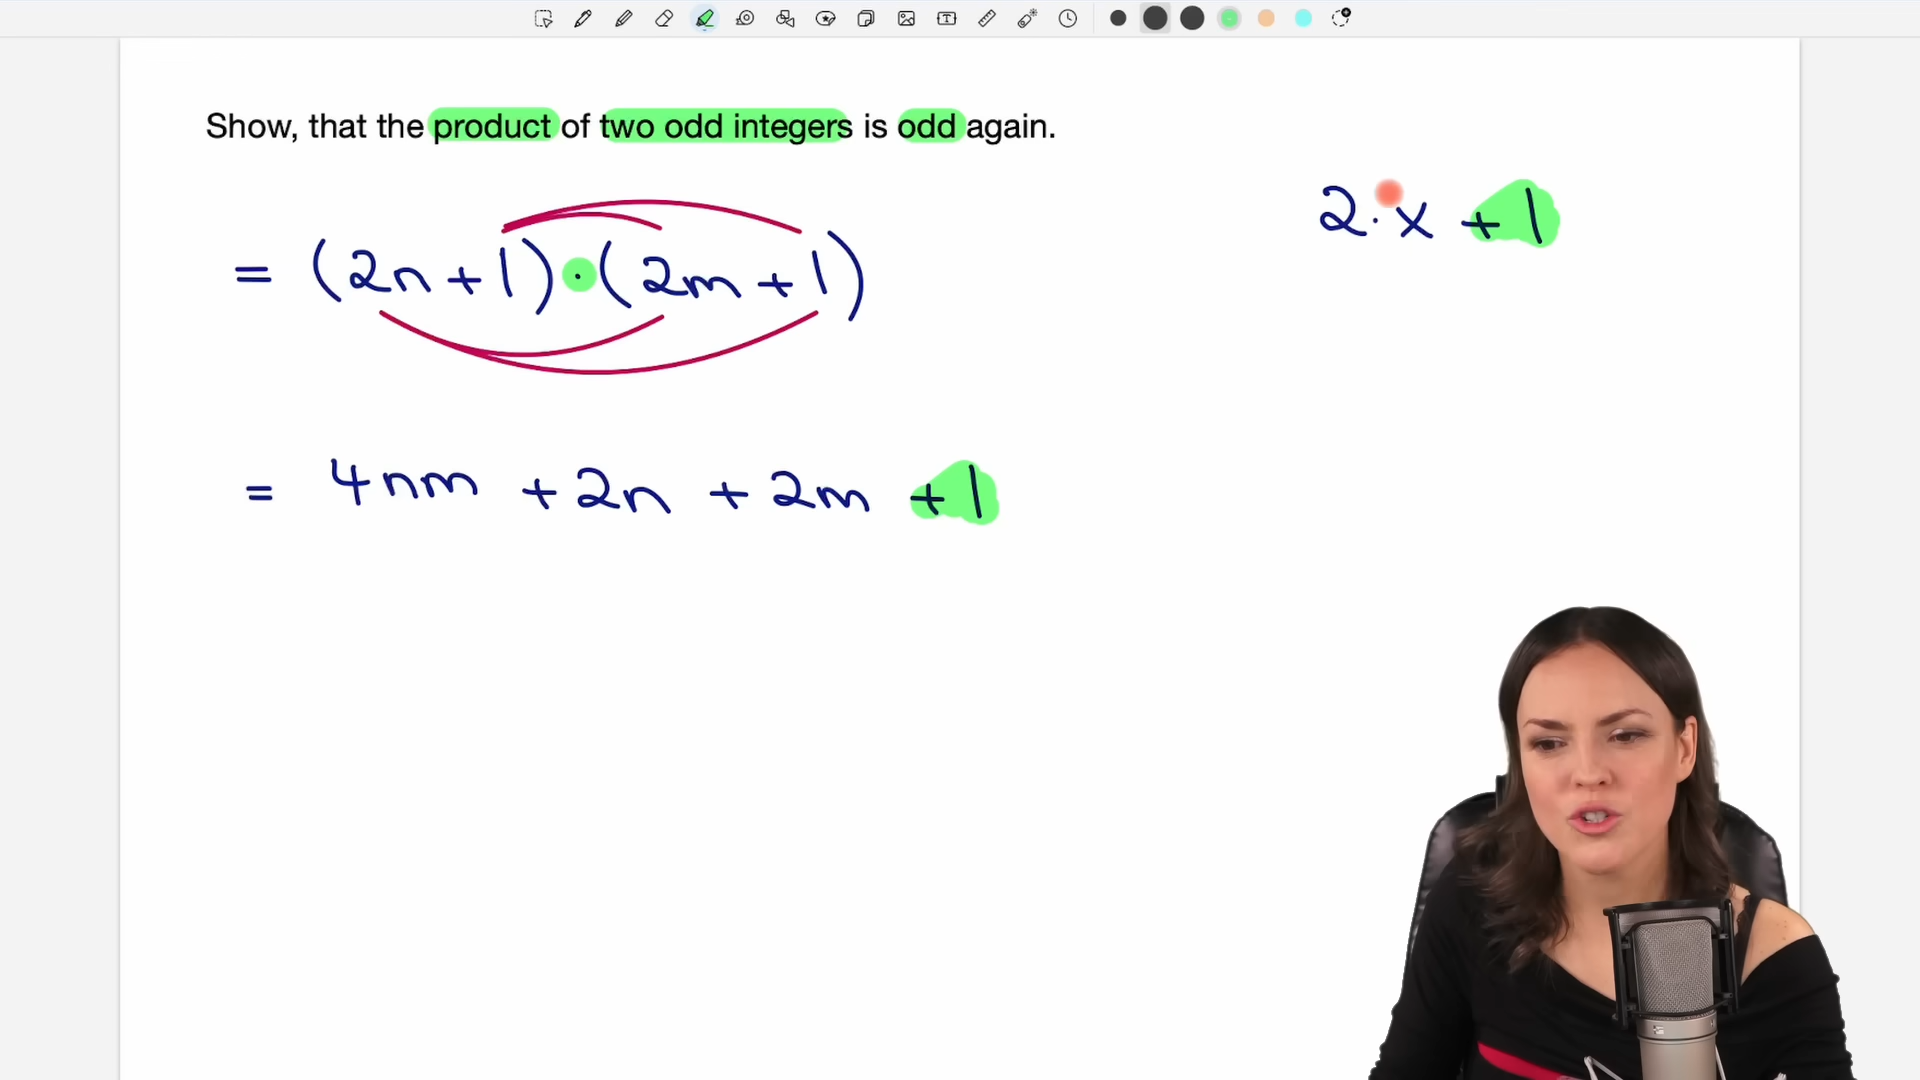 Show, that the product of two odd integers is odd again.
2·x + 1
= (2n + 1) · (2m + 1)
= 4nm + 2n + 2m + 1